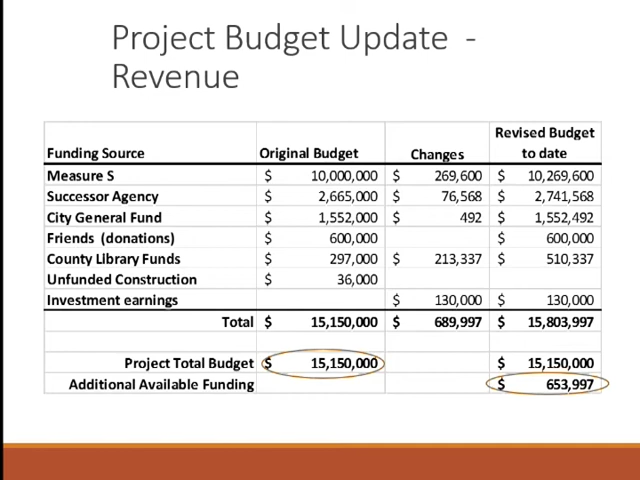 Project Budget Update -
Revenue
Funding Source Original Budget Changes Revised Budget to date
Measure S $ 10,000,000 $ 269,600 $ 10,269,600
Successor Agency $ 2,665,000 $ 76,568 $ 2,741,568
City General Fund $ 1,552,000 $ 492 $ 1,552,492
Friends (donations) $ 600,000 $ 600,000
County Library Funds $ 297,000 $ 213,337 $ 510,337
Unfunded Construction $ 36,000
Investment earnings $ 130,000 $ 130,000
Total $ 15,150,000 $ 689,997 $ 15,803,997
Project Total Budget $ 15,150,000 $ 15,150,000
Additional Available Funding $ 653,997